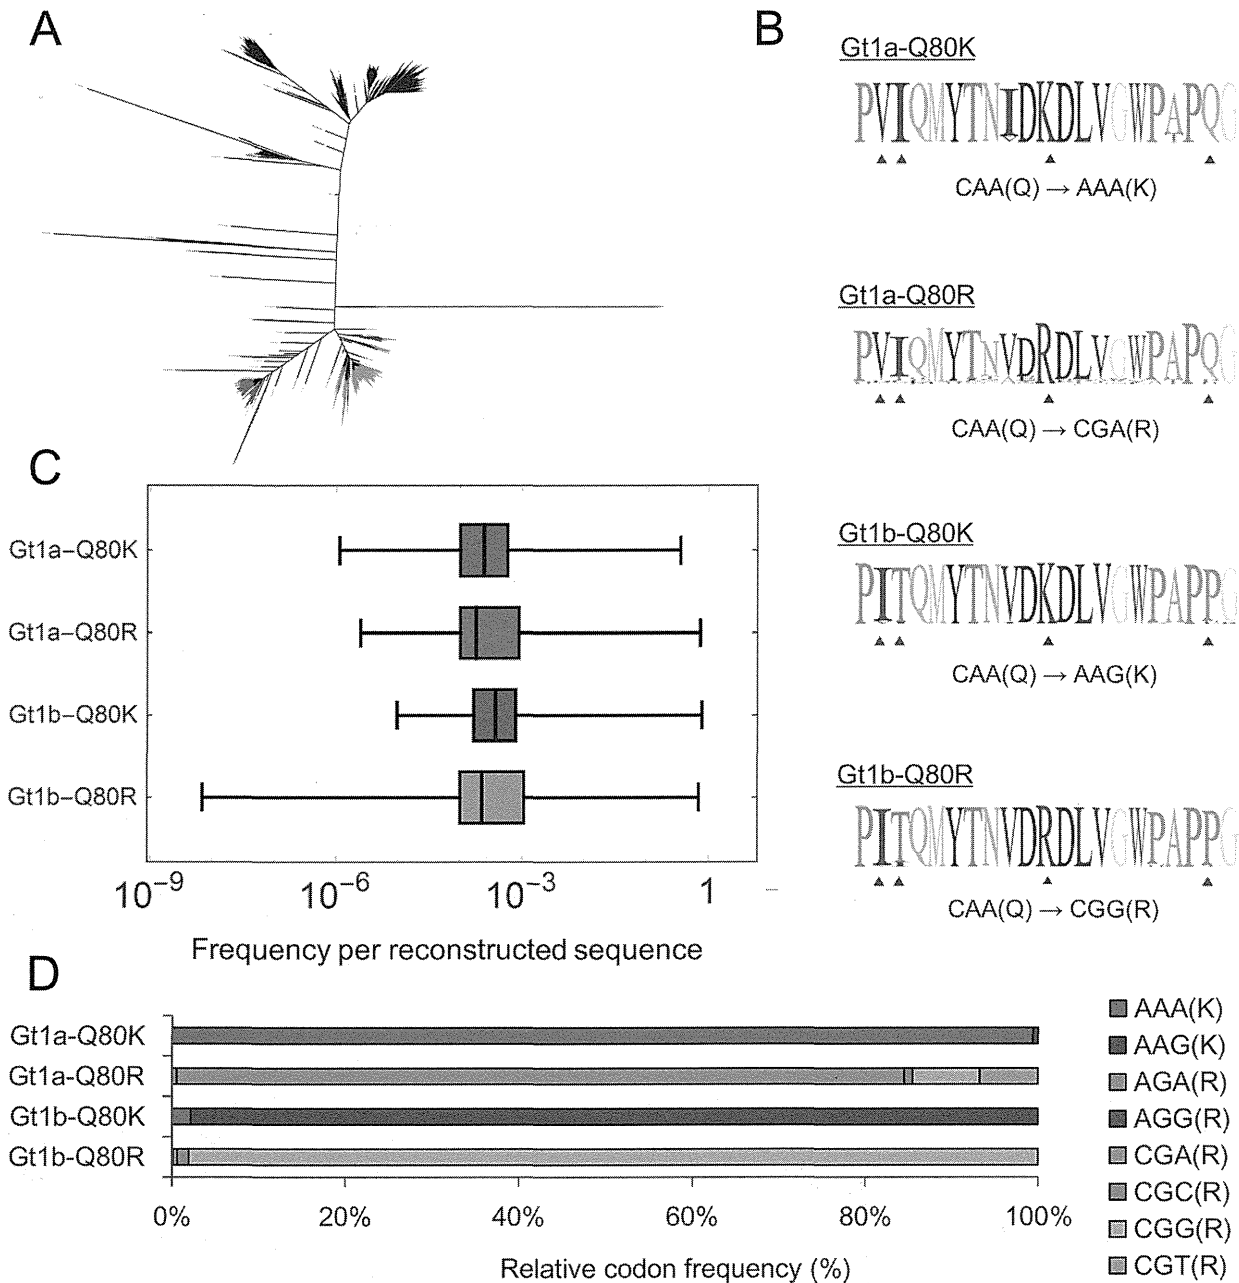 A
B
Gt1a-Q80K
PVIQMYTNIDKDLVGWPAPQG
CAA(Q) → AAA(K)
Gt1a-Q80R
PVIQMYTNVDRDLVGWPAPQG
CAA(Q) → CGA(R)
Gt1b-Q80K
PITQMYTNVDKDLVGWPAPPG
CAA(Q) → AAG(K)
Gt1b-Q80R
PITQMYTNVDRDLVGWPAPPG
CAA(Q) → CGG(R)
C
Gt1a–Q80K
Gt1a–Q80R
Gt1b–Q80K
Gt1b–Q80R
10⁻⁹ 10⁻⁶ 10⁻³ 1
Frequency per reconstructed sequence
D
Gt1a-Q80K
Gt1a-Q80R
Gt1b-Q80K
Gt1b-Q80R
0% 20% 40% 60% 80% 100%
Relative codon frequency (%)
AAA(K)
AAG(K)
AGA(R)
AGG(R)
CGA(R)
CGC(R)
CGG(R)
CGT(R)